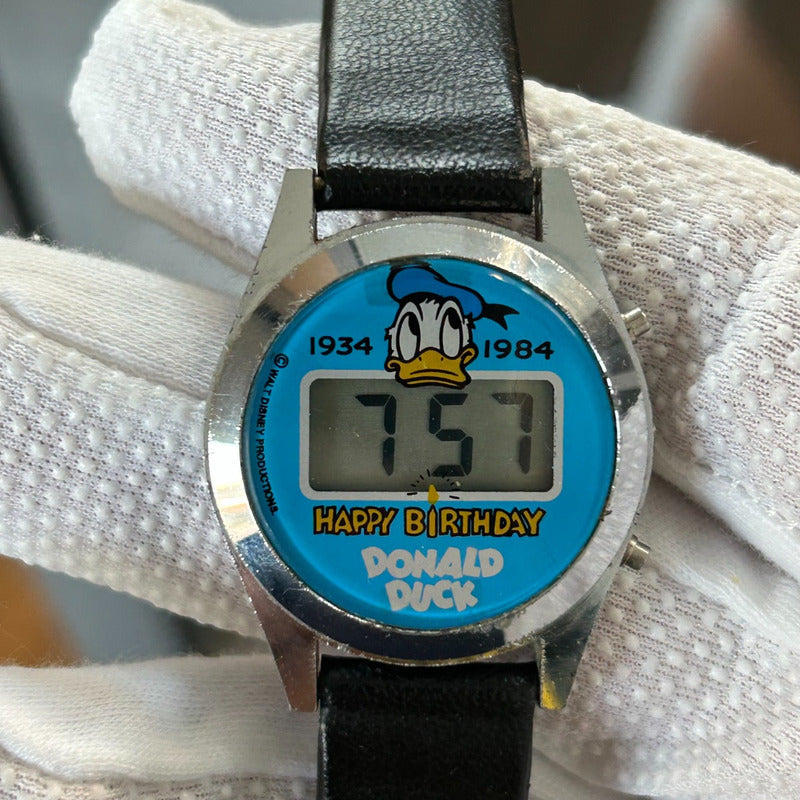 1934 1984
© WALT DISNEY PRODUCTIONS
7 57
HAPPY BIRTHDAY
DONALD
DUCK